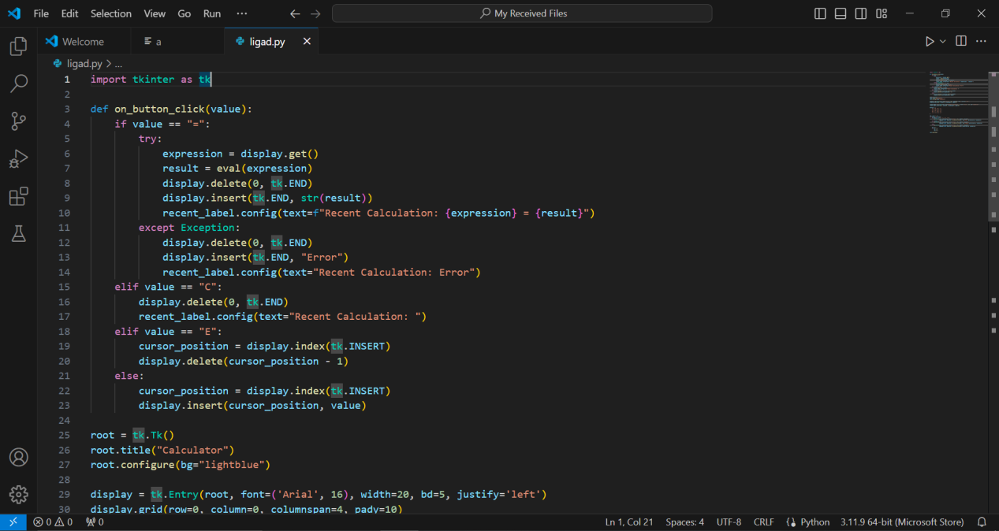 File Edit Selection View Go Run ··· My Received Files
Welcome a ligad.py
ligad.py > ...
1 import tkinter as tk
2
3 def on_button_click(value):
4 if value == "=":
5 try:
6 expression = display.get()
7 result = eval(expression)
8 display.delete(0, tk.END)
9 display.insert(tk.END, str(result))
10 recent_label.config(text=f"Recent Calculation: {expression} = {result}")
11 except Exception:
12 display.delete(0, tk.END)
13 display.insert(tk.END, "Error")
14 recent_label.config(text="Recent Calculation: Error")
15 elif value == "C":
16 display.delete(0, tk.END)
17 recent_label.config(text="Recent Calculation: ")
18 elif value == "E":
19 cursor_position = display.index(tk.INSERT)
20 display.delete(cursor_position - 1)
21 else:
22 cursor_position = display.index(tk.INSERT)
23 display.insert(cursor_position, value)
24
25 root = tk.Tk()
26 root.title("Calculator")
27 root.configure(bg="lightblue")
28
29 display = tk.Entry(root, font=('Arial', 16), width=20, bd=5, justify='left')
30 display.grid(row=0, column=0, columnspan=4, pady=10)
0 0 0 Ln 1, Col 21 Spaces: 4 UTF-8 CRLF Python 3.11.9 64-bit (Microsoft Store)